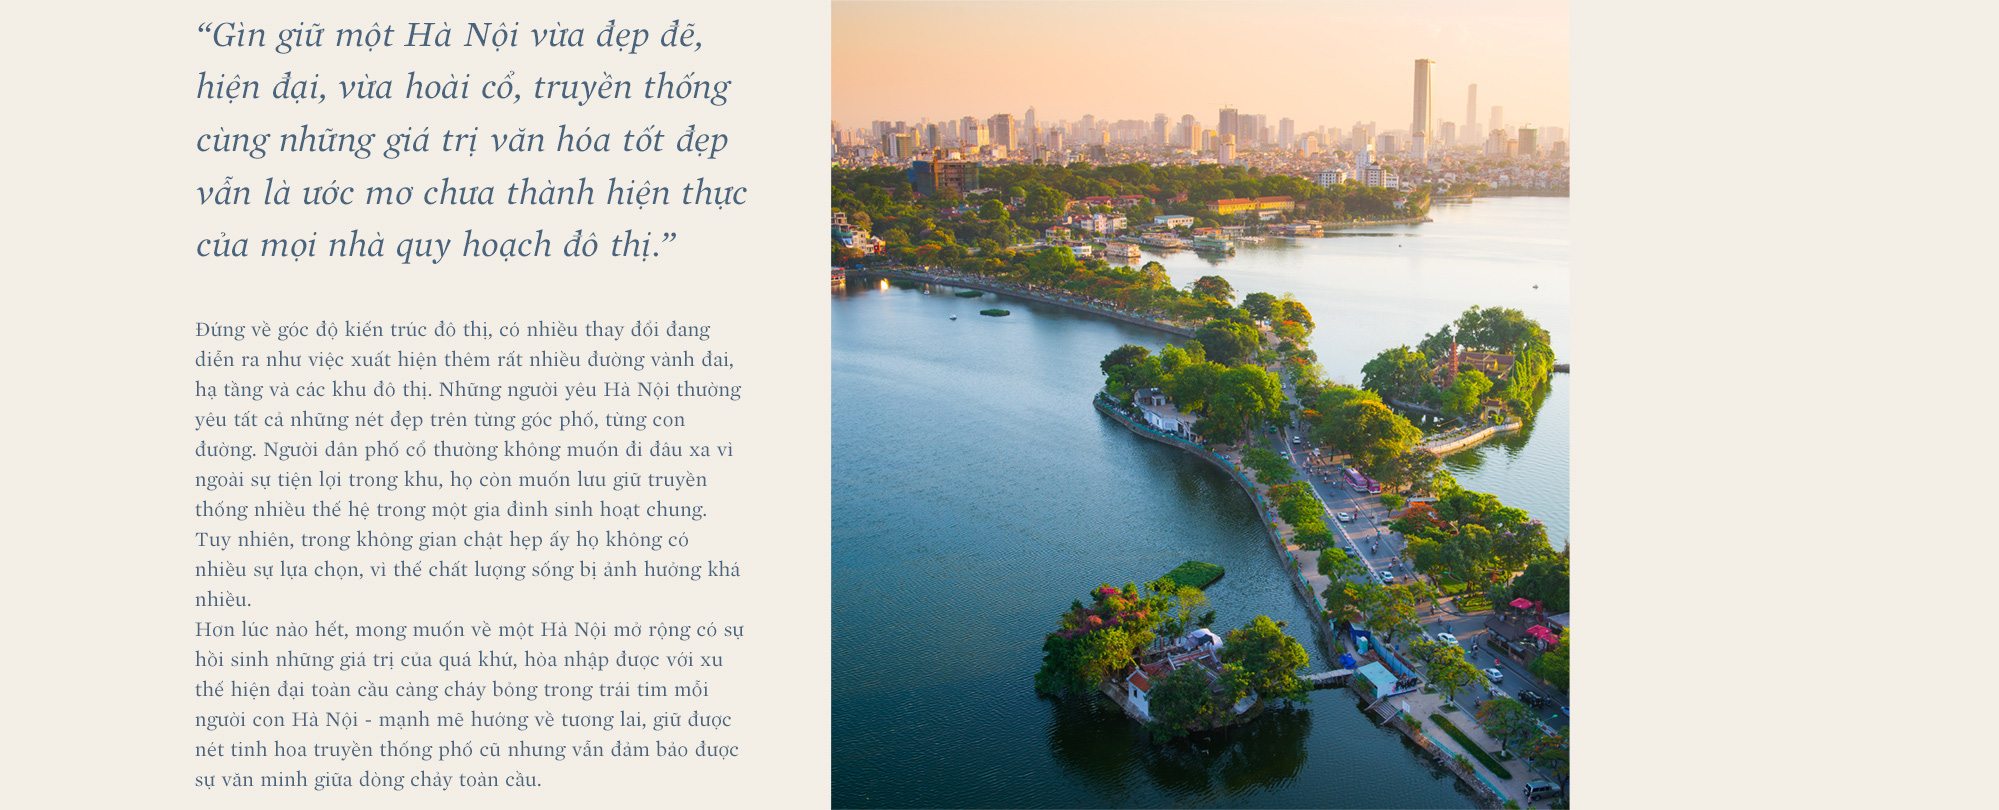 “Gìn giữ một Hà Nội vừa đẹp đẽ,
hiện đại, vừa hoài cổ, truyền thống
cùng những giá trị văn hóa tốt đẹp
vẫn là ước mơ chưa thành hiện thực
của mọi nhà quy hoạch đô thị.”
Đứng về góc độ kiến trúc đô thị, có nhiều thay đổi đang
diễn ra như việc xuất hiện thêm rất nhiều đường vành đai,
hạ tầng và các khu đô thị. Những người yêu Hà Nội thường
yêu tất cả những nét đẹp trên từng góc phố, từng con
đường. Người dân phố cổ thường không muốn đi đâu xa vì
ngoài sự tiện lợi trong khu, họ còn muốn lưu giữ truyền
thống nhiều thế hệ trong một gia đình sinh hoạt chung.
Tuy nhiên, trong không gian chật hẹp ấy họ không có
nhiều sự lựa chọn, vì thế chất lượng sống bị ảnh hưởng khá
nhiều.
Hơn lúc nào hết, mong muốn về một Hà Nội mở rộng có sự
hồi sinh những giá trị của quá khứ, hòa nhập được với xu
thế hiện đại toàn cầu càng cháy bỏng trong trái tim mỗi
người con Hà Nội - mạnh mẽ hướng về tương lai, giữ được
nét tinh hoa truyền thống phố cũ nhưng vẫn đảm bảo được
sự văn minh giữa dòng chảy toàn cầu.